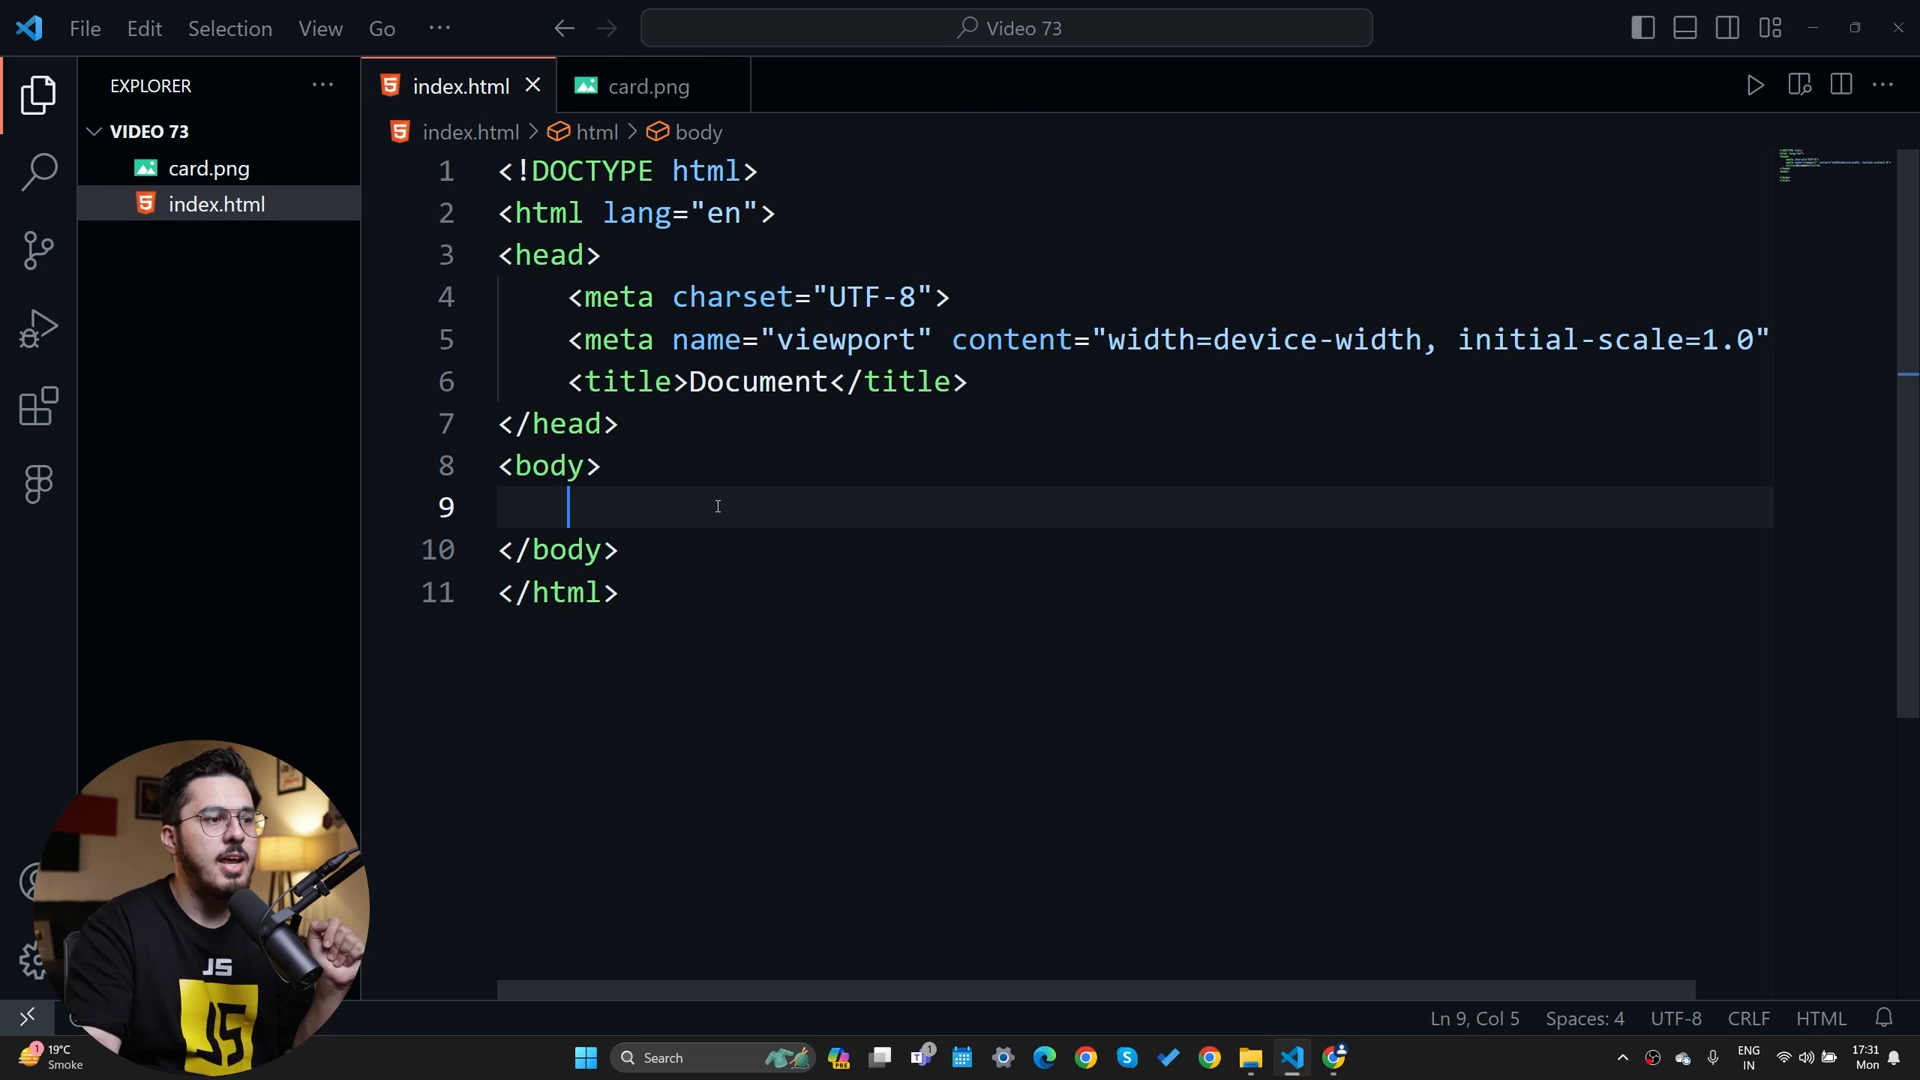 File Edit Selection View Go ··· Video 73
EXPLORER ···
VIDEO 73
card.png
index.html
index.html card.png ···
index.html > html > body
1 <!DOCTYPE html>
2 <html lang="en">
3 <head>
4 <meta charset="UTF-8">
5 <meta name="viewport" content="width=device-width, initial-scale=1.0"
6 <title>Document</title>
7 </head>
8 <body>
9
10 </body>
11 </html>
JS
JS
Ln 9, Col 5 Spaces: 4 UTF-8 CRLF HTML
1 19°C
Smoke
Search
PRE
1
ENG
IN
17:31
Mon